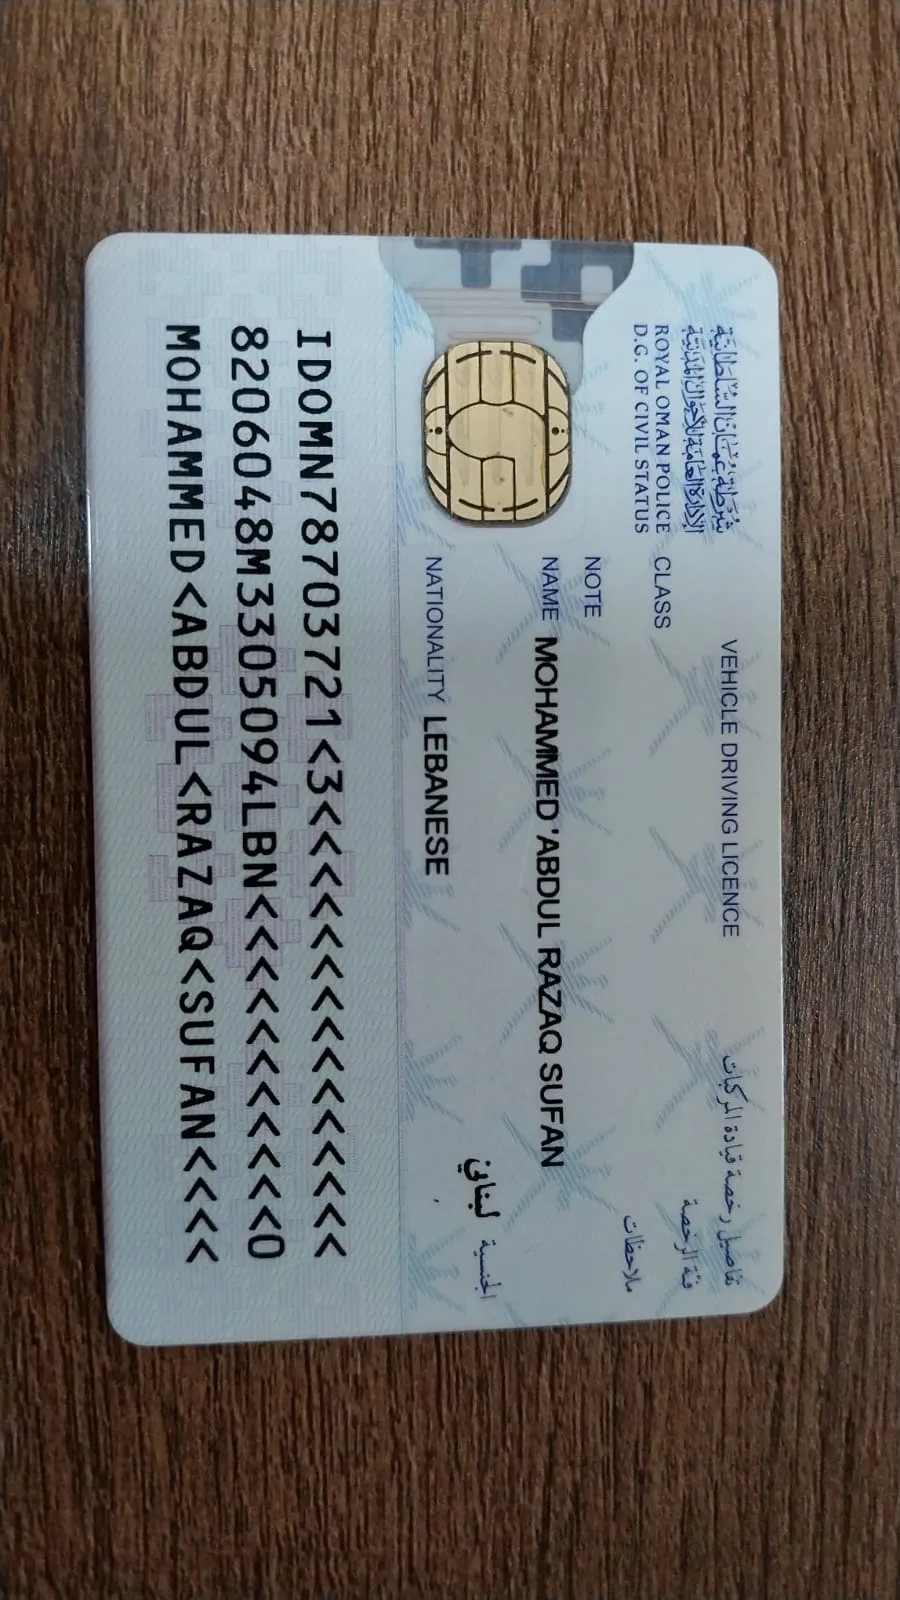 شرطة عمان السلطانية
الإدارة العامة للأحوال المدنية
ROYAL OMAN POLICE
D.G. OF CIVIL STATUS
VEHICLE DRIVING LICENCE
تفاصيل رخصة قيادة المركبات
CLASS
فئة الرخصة
NOTE
ملاحظات
NAME MOHAMMED 'ABDUL RAZAQ SUFAN
لبناني الجنسية
NATIONALITY LEBANESE
IDOMN78703721<3<<<<<<<<<<<<<<<
8206048M3305094LBN<<<<<<<<<<<0
MOHAMMED<ABDUL<RAZAQ<SUFAN<<<<